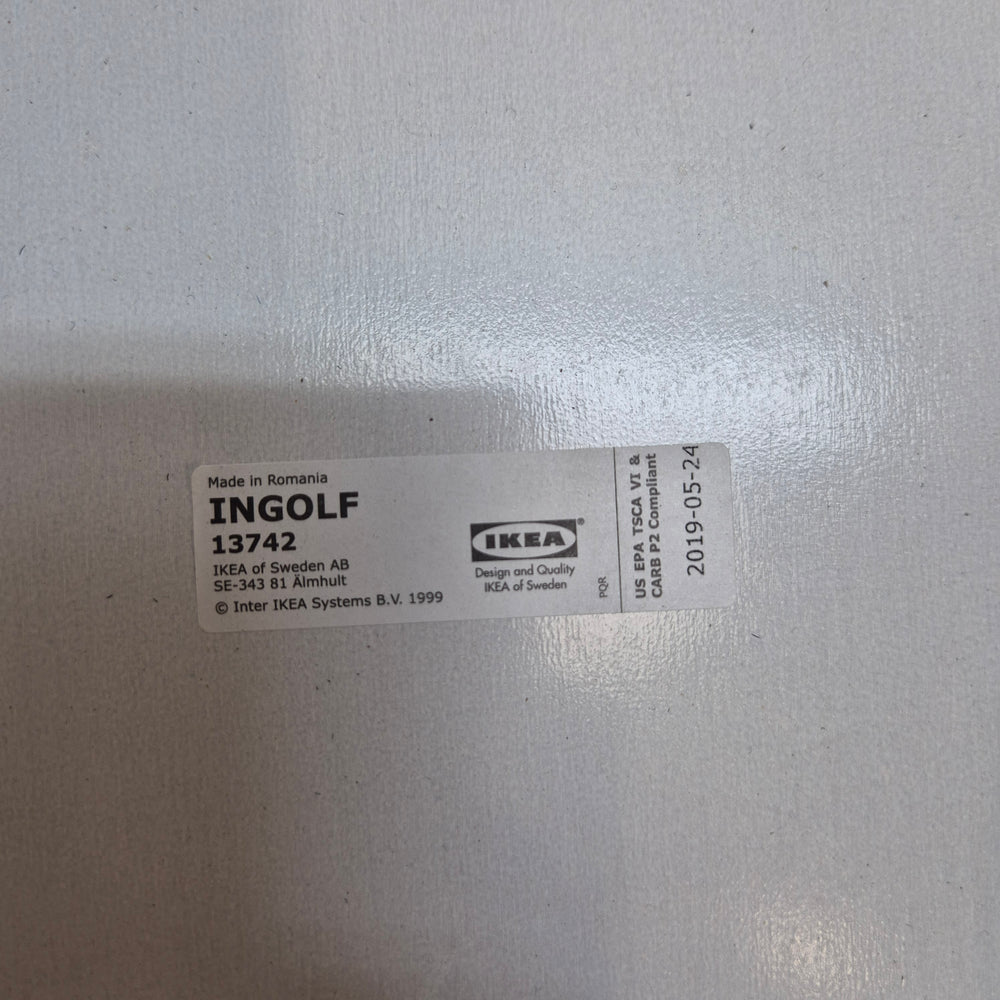 Made in Romania
INGOLF
13742
IKEA of Sweden AB
SE-343 81 Älmhult
© Inter IKEA Systems B.V. 1999
IKEA®
Design and Quality
IKEA of Sweden
PQR
US EPA TSCA VI &
CARB P2 Compliant
2019-05-24